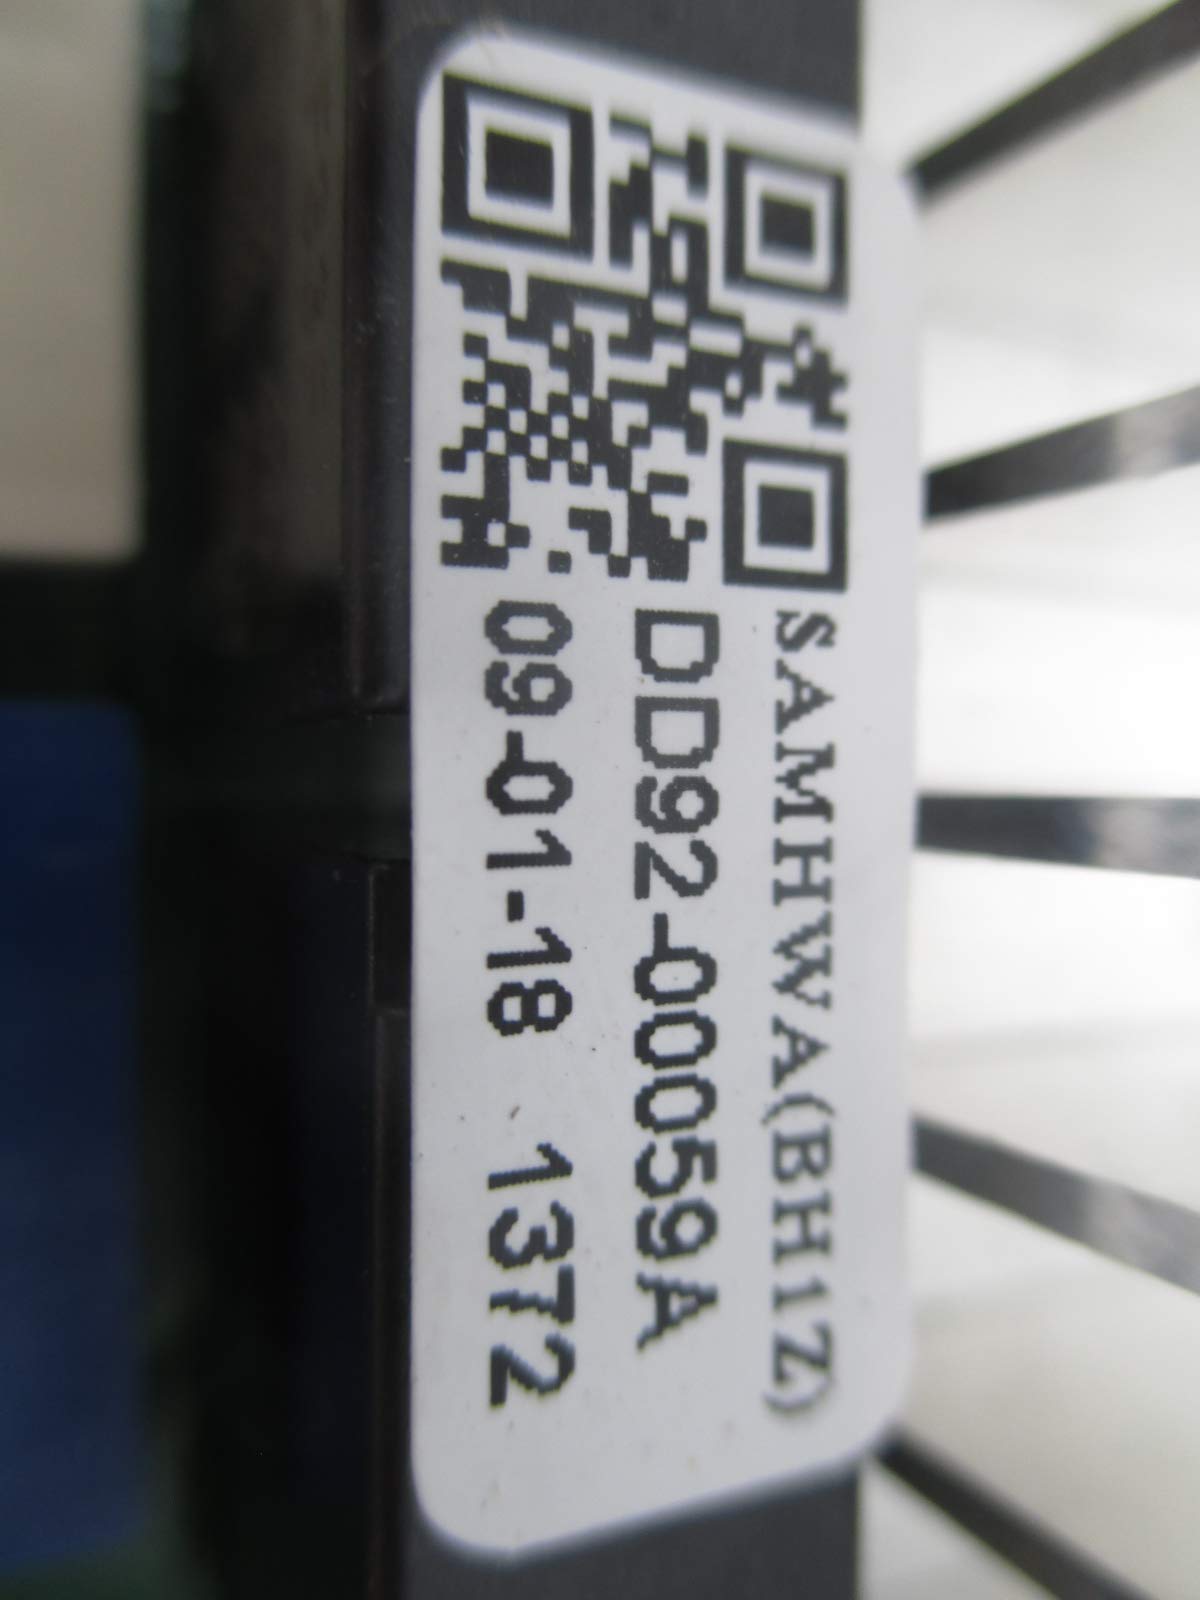 SAMHWA(BH1Z)
DD92-00059A
09-01-18 1372